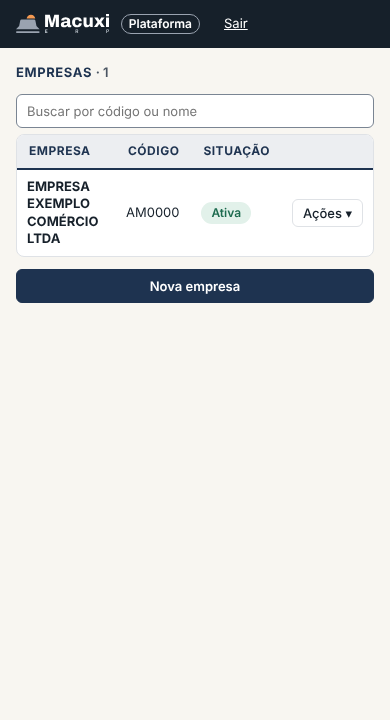 Macuxi
E R P
Plataforma
Sair
EMPRESAS · 1
Buscar por código ou nome
EMPRESA CÓDIGO SITUAÇÃO
EMPRESA
EXEMPLO
COMÉRCIO
LTDA
AM0000
Ativa
Ações ▾
Nova empresa